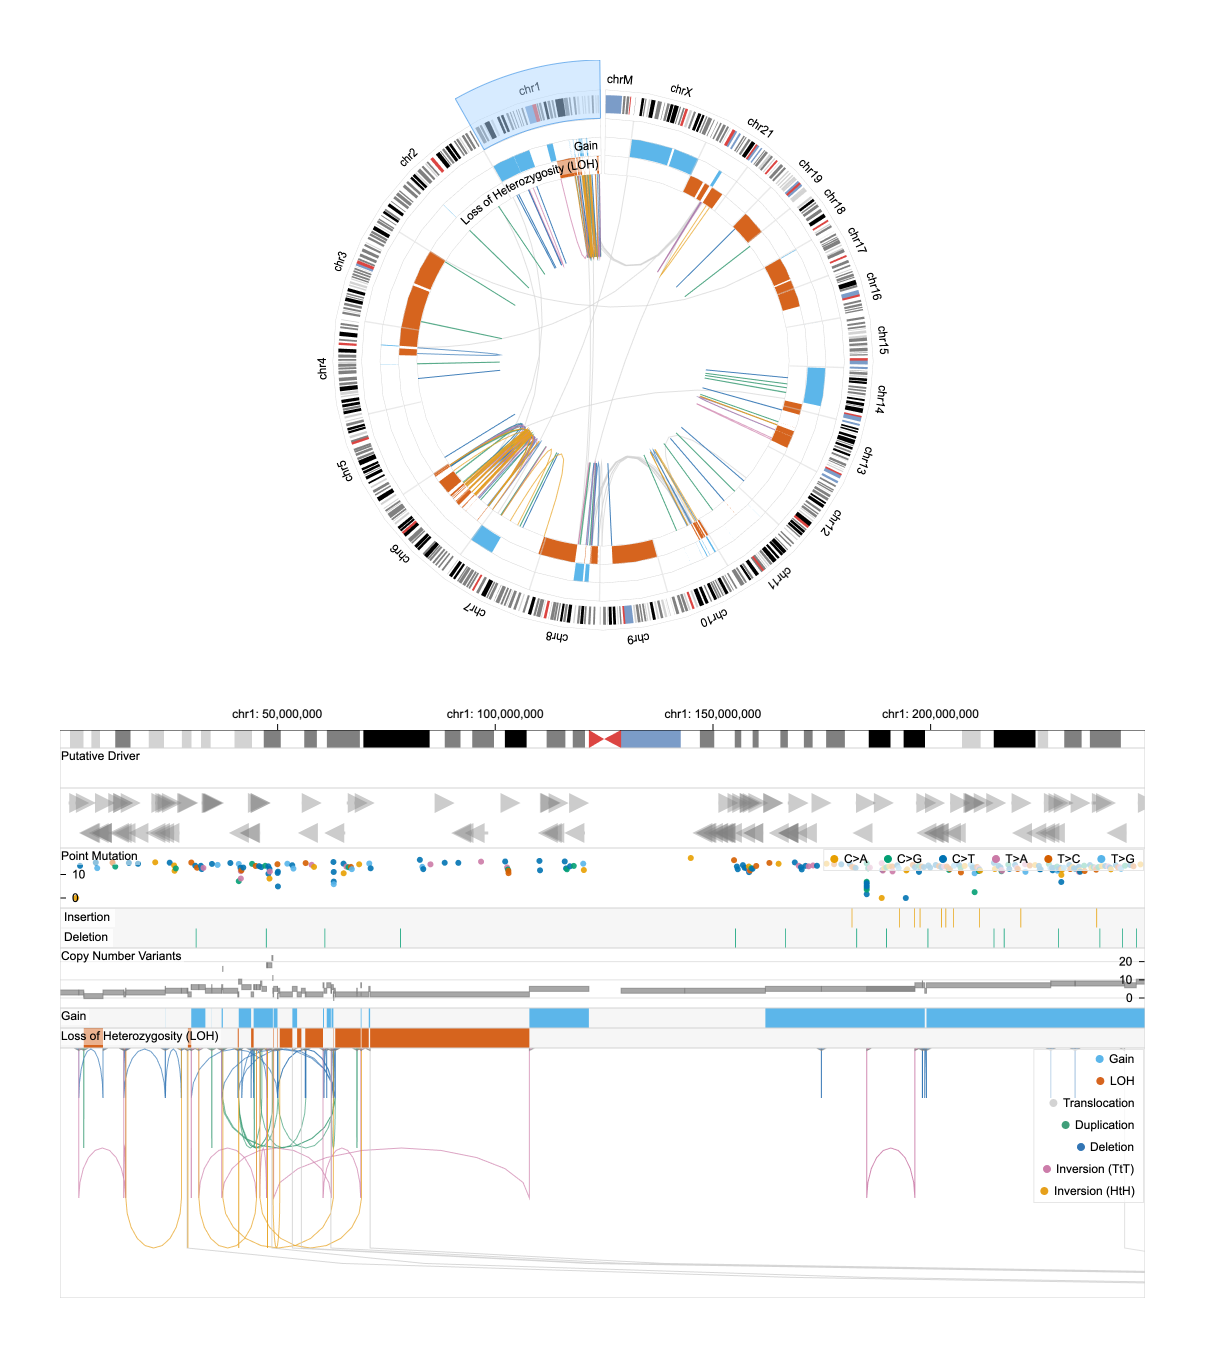 chr1
chrM
chrX
chr21
chr19
chr18
chr17
chr16
chr15
chr14
chr13
chr12
chr11
chr10
chr9
chr8
chr7
chr6
chr5
chr4
chr3
chr2
Gain
Loss of Heterozygosity (LOH)
chr1: 50,000,000 chr1: 100,000,000 chr1: 150,000,000 chr1: 200,000,000
Putative Driver
Point Mutation
C>A C>G C>T T>A T>C T>G
10
0
Insertion
Deletion
Copy Number Variants
20
10
0
Gain
Loss of Heterozygosity (LOH)
Gain
LOH
Translocation
Duplication
Deletion
Inversion (TtT)
Inversion (HtH)